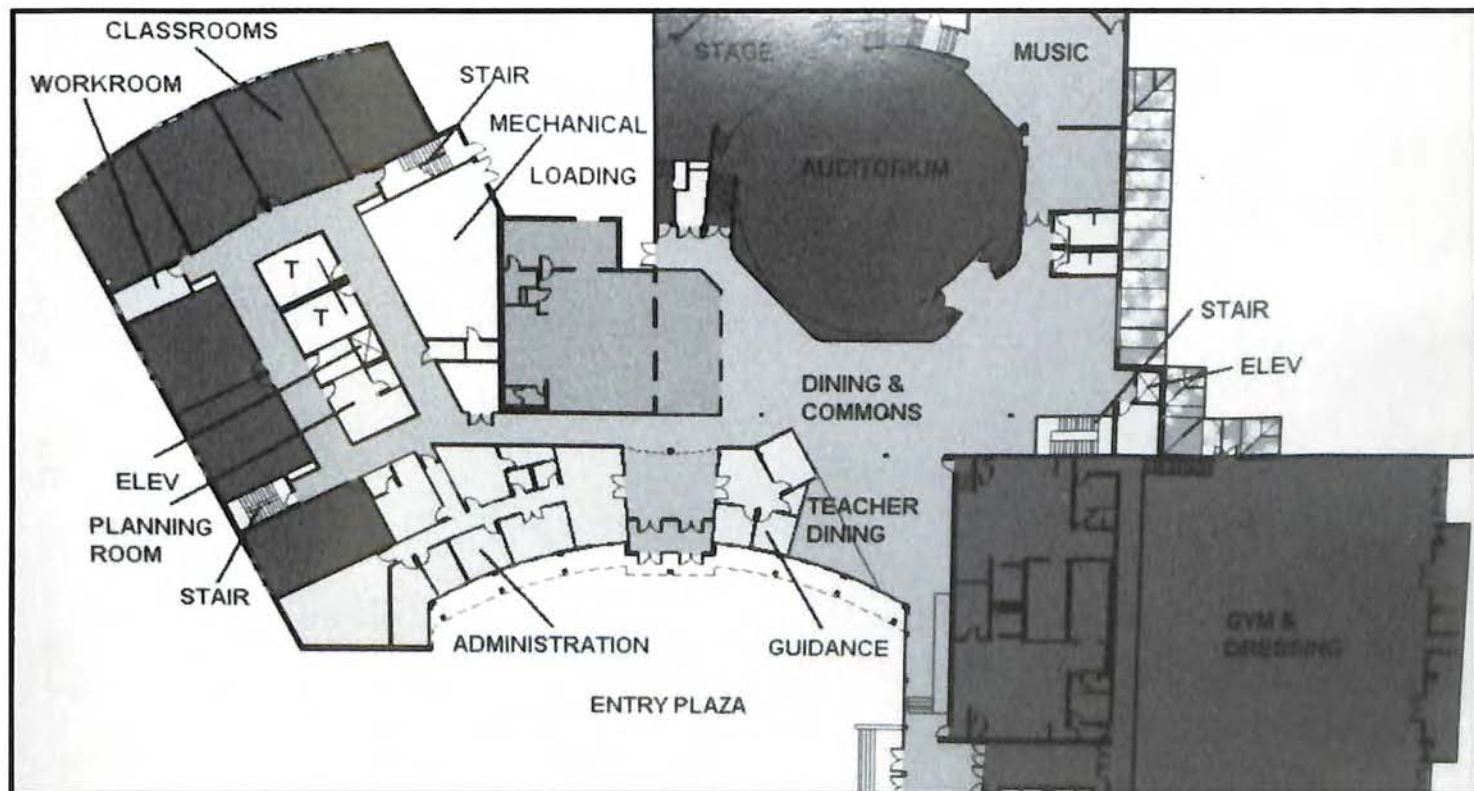 CLASSROOMS
WORKROOM
STAIR
MECHANICAL
LOADING
STAGE
MUSIC
AUDITORIUM
T
T
STAIR
ELEV
DINING &
COMMONS
ELEV
PLANNING
ROOM
STAIR
TEACHER
DINING
ADMINISTRATION
GUIDANCE
GYM &
DRESSING
ENTRY PLAZA